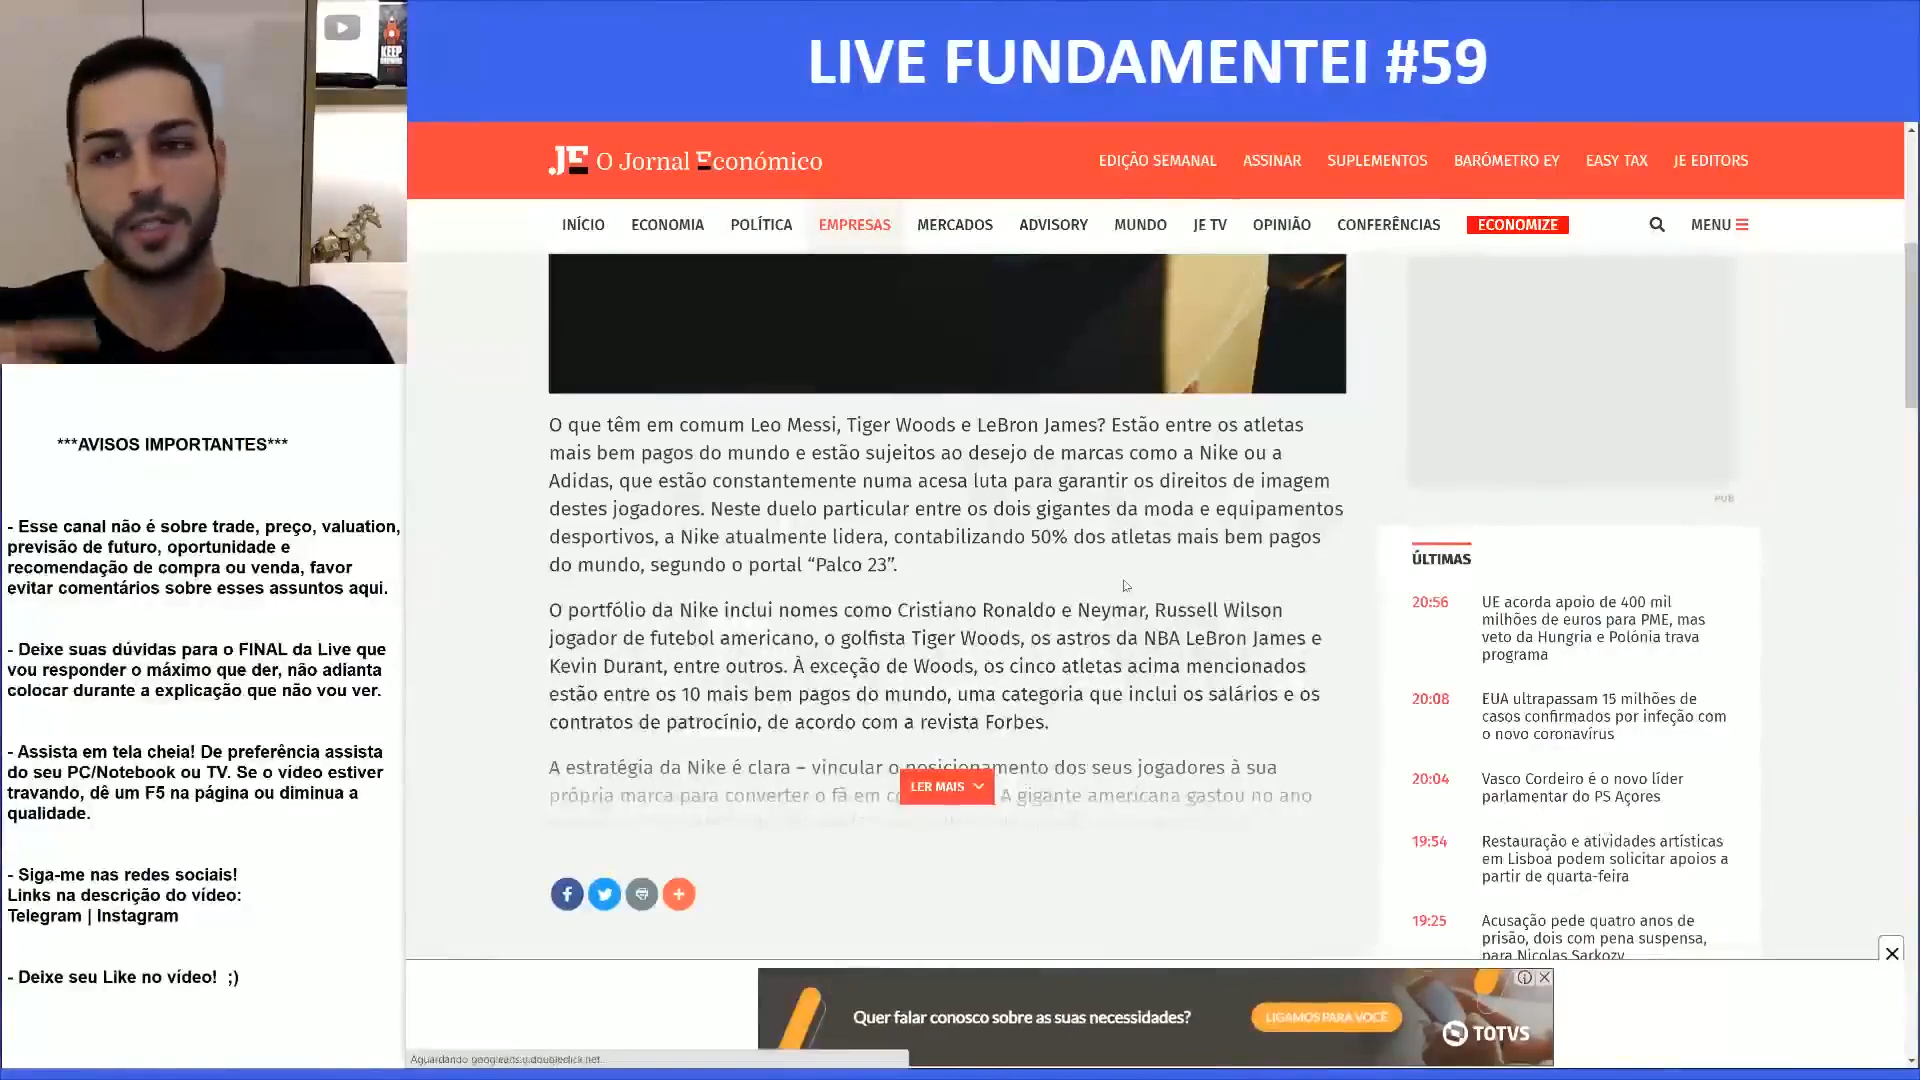 KEEP
LIVE FUNDAMENTEI #59
JE O Jornal Económico
EDIÇÃO SEMANAL ASSINAR SUPLEMENTOS BARÓMETRO EY EASY TAX JE EDITORS
INÍCIO ECONOMIA POLÍTICA EMPRESAS MERCADOS ADVISORY MUNDO JE TV OPINIÃO CONFERÊNCIAS ECONOMIZE MENU
***AVISOS IMPORTANTES***
- Esse canal não é sobre trade, preço, valuation,
previsão de futuro, oportunidade e
recomendação de compra ou venda, favor
evitar comentários sobre esses assuntos aqui.
- Deixe suas dúvidas para o FINAL da Live que
vou responder o máximo que der, não adianta
colocar durante a explicação que não vou ver.
- Assista em tela cheia! De preferência assista
do seu PC/Notebook ou TV. Se o vídeo estiver
travando, dê um F5 na página ou diminua a
qualidade.
- Siga-me nas redes sociais!
Links na descrição do vídeo:
Telegram | Instagram
- Deixe seu Like no vídeo! ;)
O que têm em comum Leo Messi, Tiger Woods e LeBron James? Estão entre os atletas
mais bem pagos do mundo e estão sujeitos ao desejo de marcas como a Nike ou a
Adidas, que estão constantemente numa acesa luta para garantir os direitos de imagem
destes jogadores. Neste duelo particular entre os dois gigantes da moda e equipamentos
desportivos, a Nike atualmente lidera, contabilizando 50% dos atletas mais bem pagos
do mundo, segundo o portal “Palco 23”.
O portfólio da Nike inclui nomes como Cristiano Ronaldo e Neymar, Russell Wilson
jogador de futebol americano, o golfista Tiger Woods, os astros da NBA LeBron James e
Kevin Durant, entre outros. À exceção de Woods, os cinco atletas acima mencionados
estão entre os 10 mais bem pagos do mundo, uma categoria que inclui os salários e os
contratos de patrocínio, de acordo com a revista Forbes.
A estratégia da Nike é clara – vincular o posicionamento dos seus jogadores à sua
própria marca para converter o fã em A gigante americana gastou no ano
LER MAIS
PUB
ÚLTIMAS
20:56 UE acorda apoio de 400 mil
milhões de euros para PME, mas
veto da Hungria e Polónia trava
programa
20:08 EUA ultrapassam 15 milhões de
casos confirmados por infeção com
o novo coronavírus
20:04 Vasco Cordeiro é o novo líder
parlamentar do PS Açores
19:54 Restauração e atividades artísticas
em Lisboa podem solicitar apoios a
partir de quarta-feira
19:25 Acusação pede quatro anos de
prisão, dois com pena suspensa,
para Nicolas Sarkozy
Quer falar conosco sobre as suas necessidades?
LIGAMOS PARA VOCÊ
TOTVS
Aguardando googleads.g.doubleclick.net...